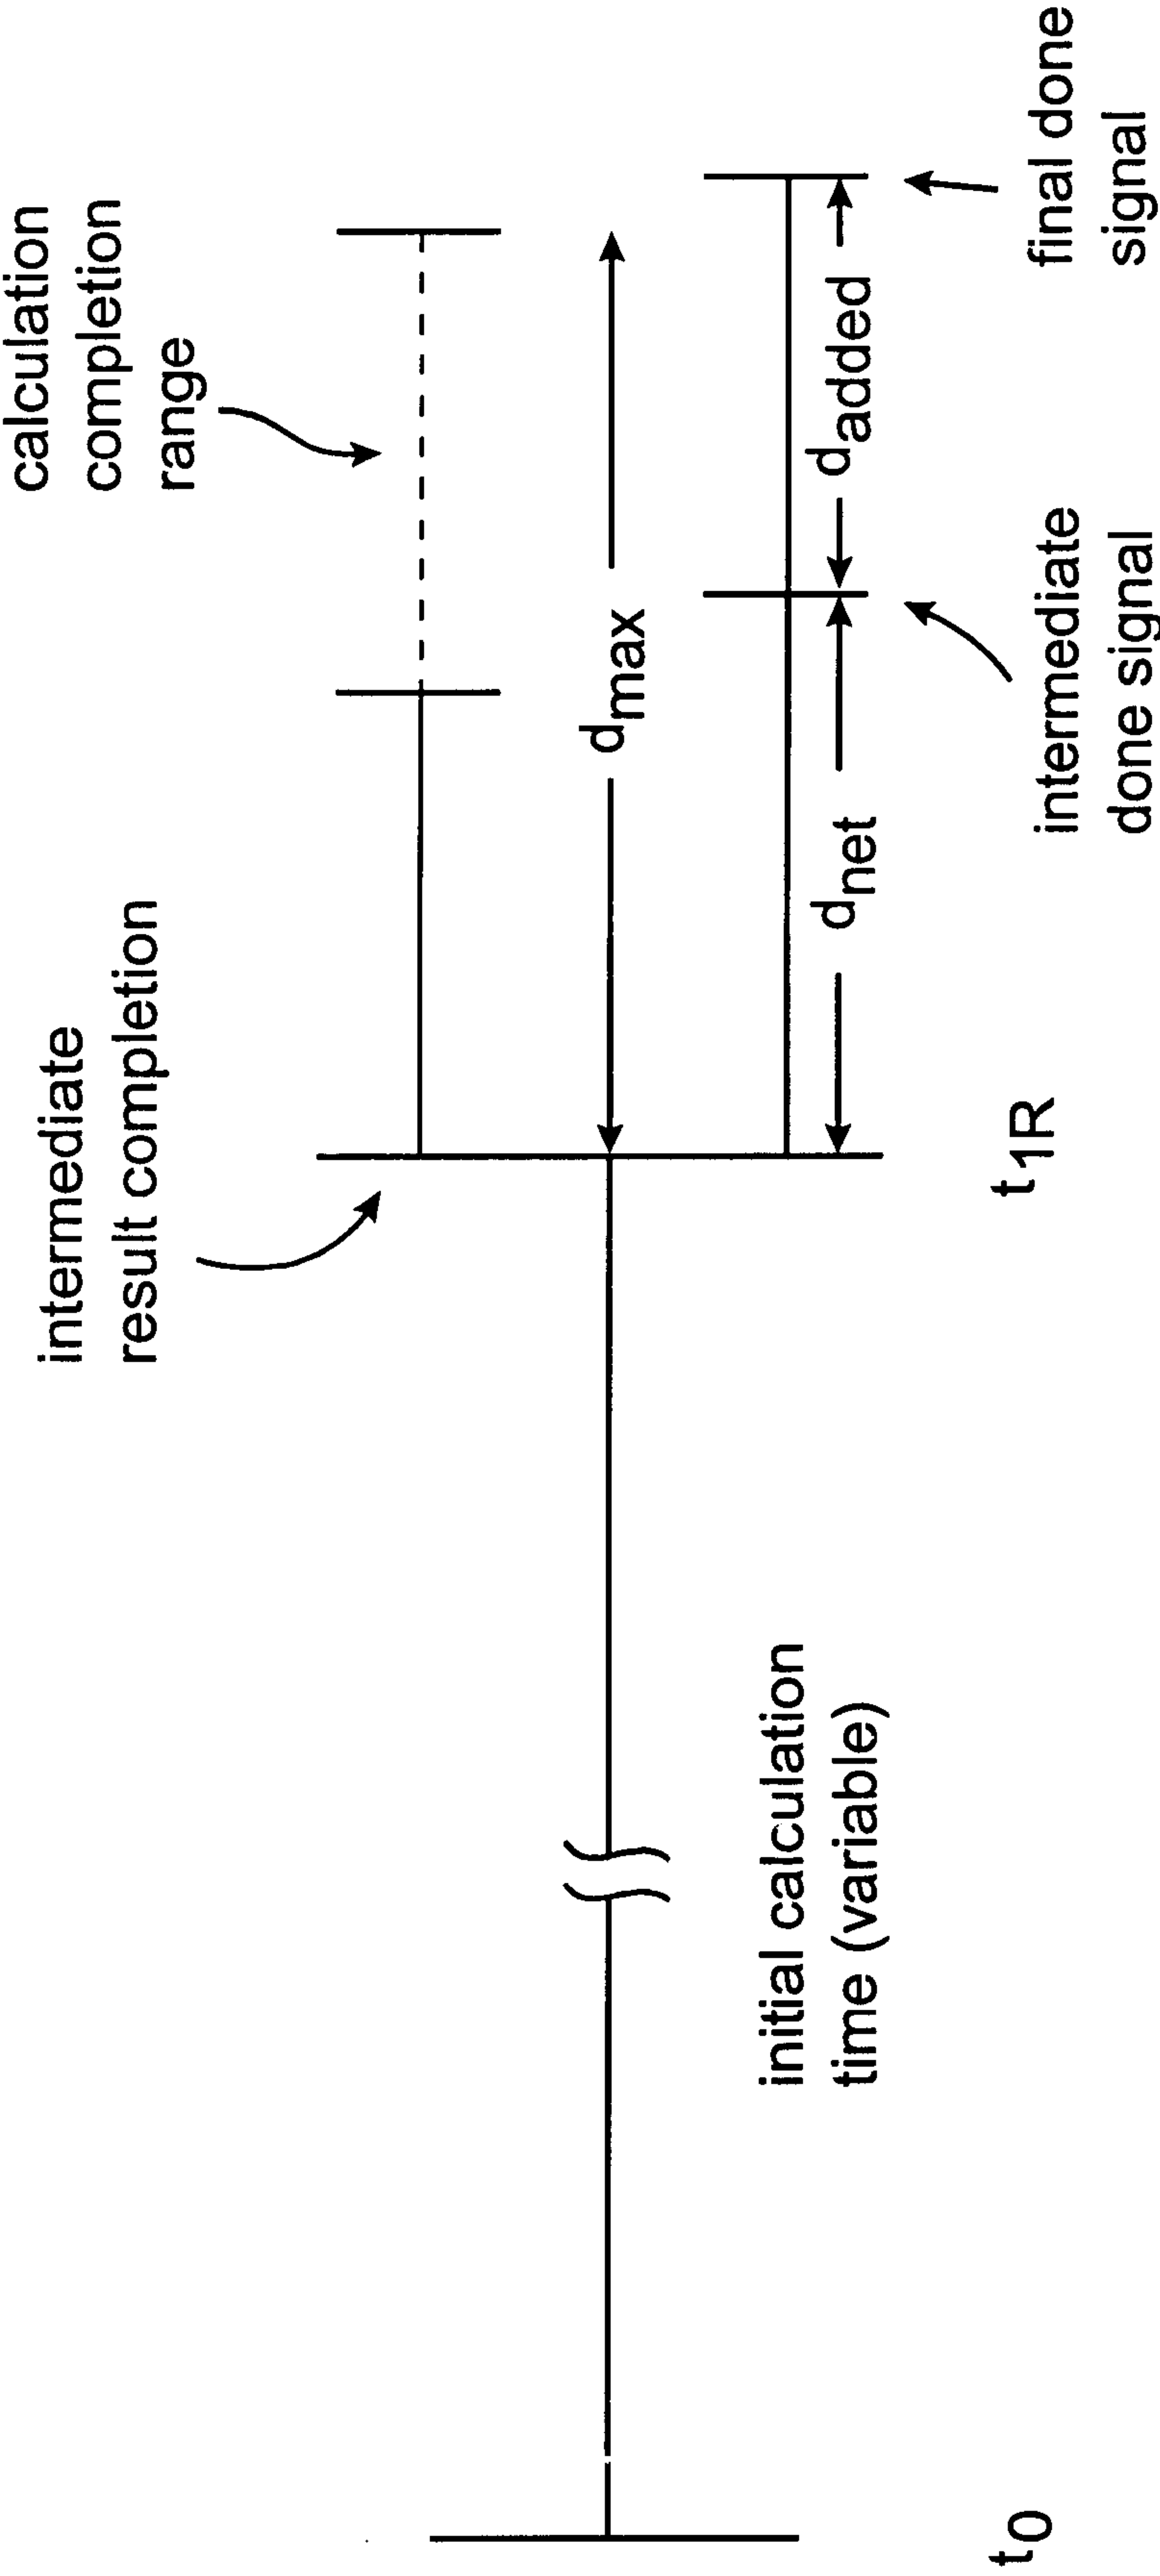 intermediate
result completion
calculation
completion
range
d_max
d_net
d_added
initial calculation
time (variable)
t_0
t_1R
intermediate
done signal
final done
signal